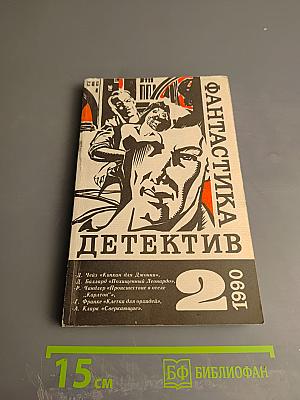 ФАНТАСТИКА
ДЕТЕКТИВ
2
1990
-Д. Чейз «Капкан для Джонни»,
-Д. Баллард «Похищенный Леонардо»,
-Р. Чандлер «Происшествие в отеле
„Карлтон"»,
-Г. Франке «Клетка для орхидей»,
-А. Кларк «Сверкающие».
15 см
БФ БИБЛИОФАН